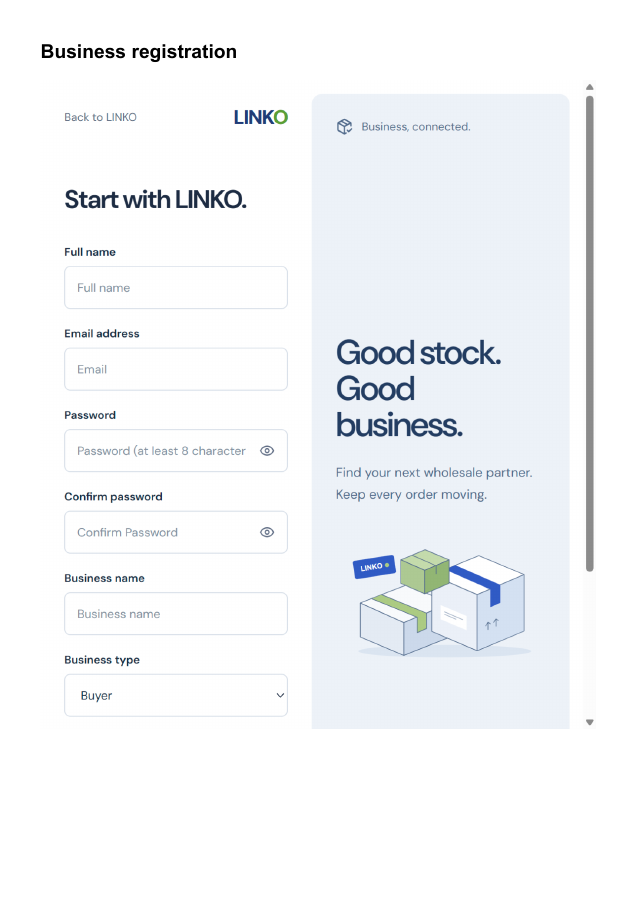 Business registration
Back to LINKO
LINKO
Start with LINKO.
Full name
Full name
Email address
Email
Password
Password (at least 8 character
Confirm password
Confirm Password
Business name
Business name
Business type
Buyer
Business, connected.
Good stock.
Good
business.
Find your next wholesale partner.
Keep every order moving.
LINKO